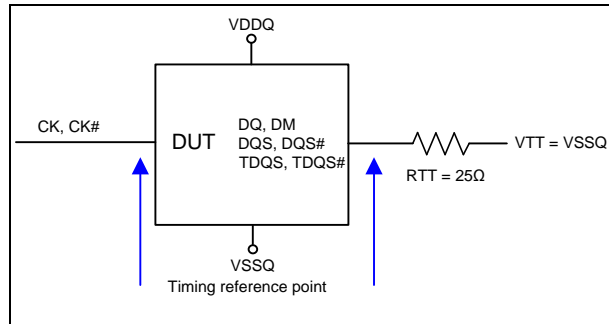 VDDQ
CK, CK#
DUT
DQ, DM
DQS, DQS#
TDQS, TDQS#
VTT = VSSQ
RTT = 25Ω
VSSQ
Timing reference point